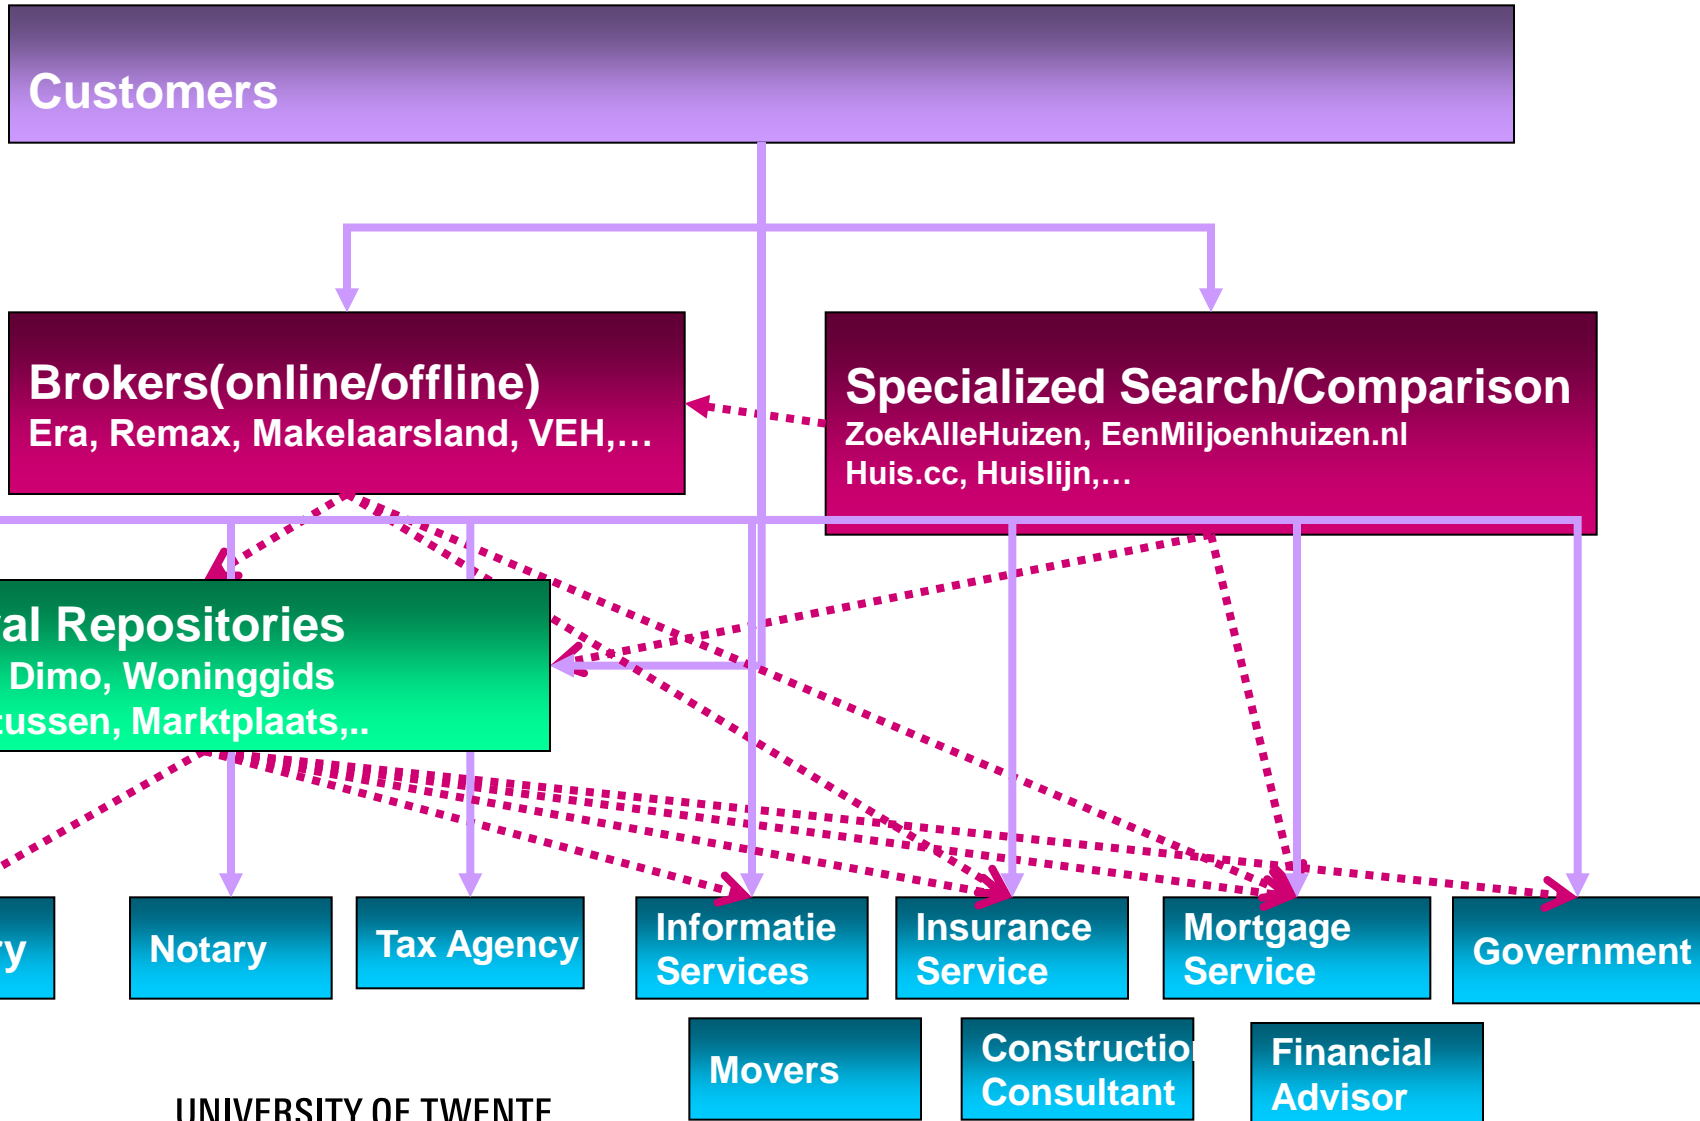 Customers
Brokers(online/offline)
Era, Remax, Makelaarsland, VEH,…
Specialized Search/Comparison
ZoekAlleHuizen, EenMiljoenhuizen.nl
Huis.cc, Huislijn,…
al Repositories
Dimo, Woninggids
tussen, Marktplaats,..
ry
Notary
Tax Agency
Informatie
Services
Insurance
Service
Mortgage
Service
Government
Movers
Constructio
Consultant
Financial
Advisor
UNIVERSITY OF TWENTE